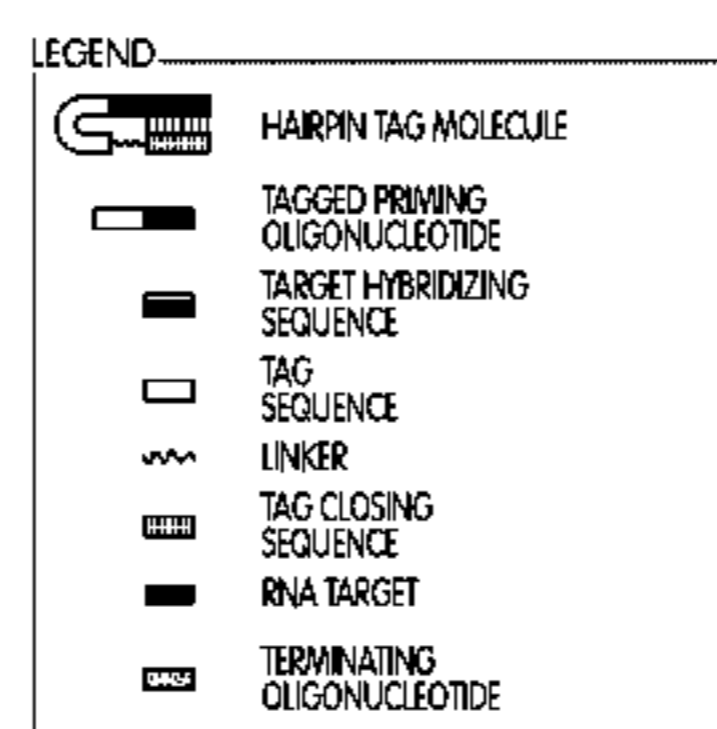 LEGEND
HAIRPIN TAG MOLECULE
TAGGED PRIMING
OLIGONUCLEOTIDE
TARGET HYBRIDIZING
SEQUENCE
TAG
SEQUENCE
LINKER
TAG CLOSING
SEQUENCE
RNA TARGET
TERMINATING
OLIGONUCLEOTIDE